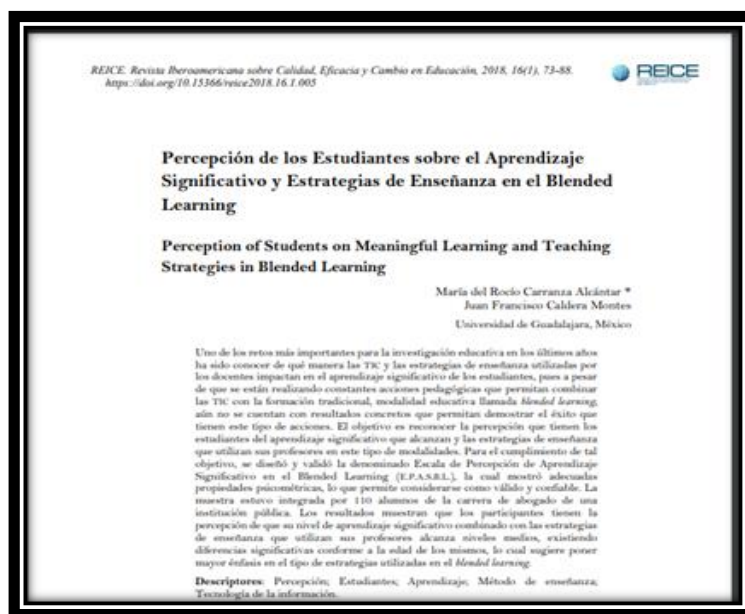 REICE. Revista Iberoamericana sobre Calidad, Eficacia y Cambio en Educación, 2018, 16(1), 73-88.
https://doi.org/10.15366/reice2018.16.1.005
REICE
Percepción de los Estudiantes sobre el Aprendizaje
Significativo y Estrategias de Enseñanza en el Blended
Learning
Perception of Students on Meaningful Learning and Teaching
Strategies in Blended Learning
María del Rocío Carranza Alcántar *
Juan Francisco Caldera Montes
Universidad de Guadalajara, México
Uno de los retos más importantes para la investigación educativa en los últimos años
ha sido conocer de qué manera las TIC y las estrategias de enseñanza utilizadas por
los docentes impactan en el aprendizaje significativo de los estudiantes, pues a pesar
de que se están realizando constantes acciones pedagógicas que permitan combinar
las TIC con la formación tradicional, modalidad educativa llamada blended learning,
aún no se cuentan con resultados concretos que permitan demostrar el éxito que
tienen este tipo de acciones. El objetivo es reconocer la percepción que tienen los
estudiantes del aprendizaje significativo que alcanzan y las estrategias de enseñanza
que utilizan sus profesores en este tipo de modalidades. Para el cumplimiento de tal
objetivo, se diseñó y validó la denominado Escala de Percepción de Aprendizaje
Significativo en el Blended Learning (E.P.A.S.B.L.), la cual mostró adecuadas
propiedades psicométricas, lo que permite considerarse como válido y confiable. La
muestra estuvo integrada por 110 alumnos de la carrera de abogado de una
institución pública. Los resultados muestran que los participantes tienen la
percepción de que su nivel de aprendizaje significativo combinado con las estrategias
de enseñanza que utilizan sus profesores alcanza niveles medios, existiendo
diferencias significativas conforme a la edad de los mismos, lo cual sugiere poner
mayor énfasis en el tipo de estrategias utilizadas en el blended learning.
Descriptores: Percepción; Estudiantes; Aprendizaje; Método de enseñanza;
Tecnología de la información.